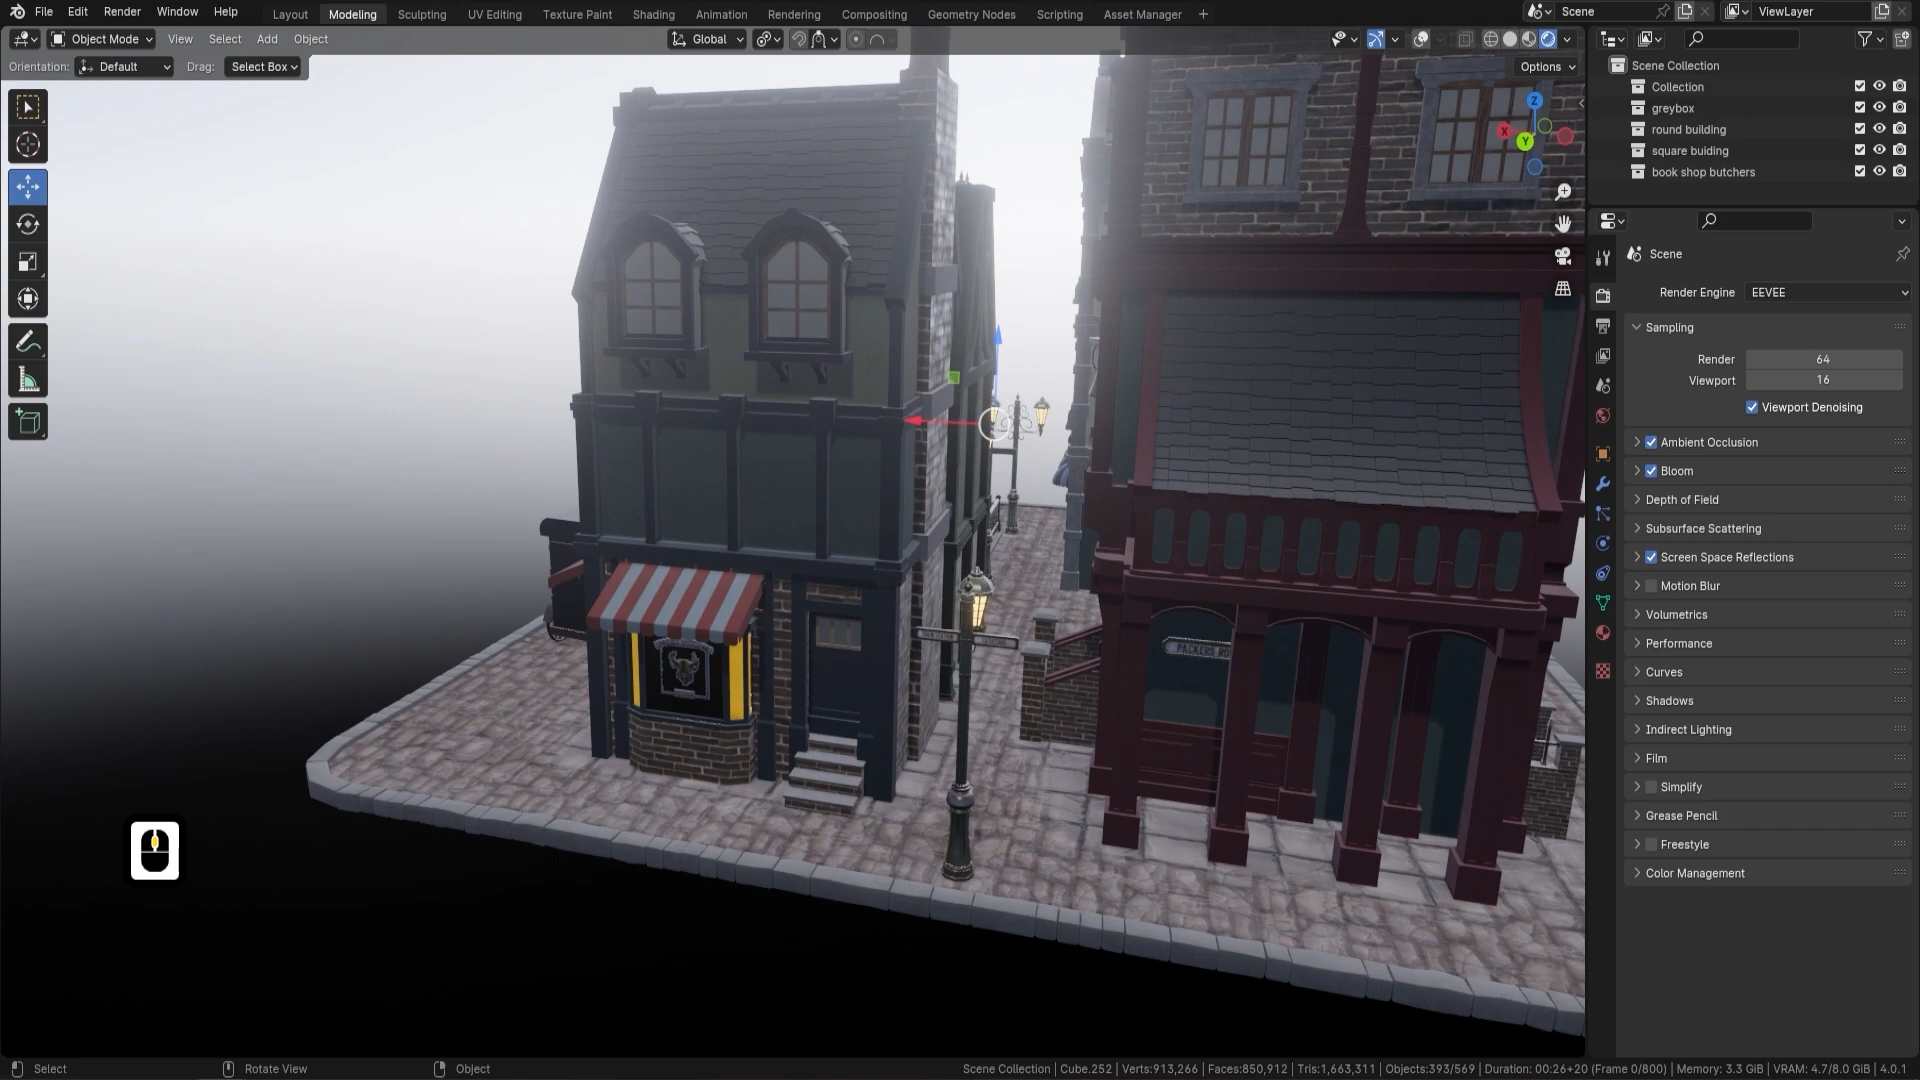 File Edit Render Window Help Layout Modeling Sculpting UV Editing Texture Paint Shading Animation Rendering Compositing Geometry Nodes Scripting Asset Manager + Scene ViewLayer
Object Mode View Select Add Object Global
Orientation: Default Drag: Select Box Options
Scene Collection
Collection
greybox
round building
square buiding
book shop butchers
Z
X
Y
Scene
Render Engine EEVEE
Sampling
Render 64
Viewport 16
Viewport Denoising
Ambient Occlusion
Bloom
Depth of Field
Subsurface Scattering
Screen Space Reflections
Motion Blur
Volumetrics
Performance
Curves
Shadows
Indirect Lighting
Film
Simplify
Grease Pencil
Freestyle
Color Management
PACKERS
Select Rotate View Object Scene Collection | Cube.252 | Verts:913,266 | Faces:850,912 | Tris:1,663,311 | Objects:393/569 | Duration: 00:26+20 (Frame 0/800) | Memory: 3.3 GiB | VRAM: 4.7/8.0 GiB | 4.0.1